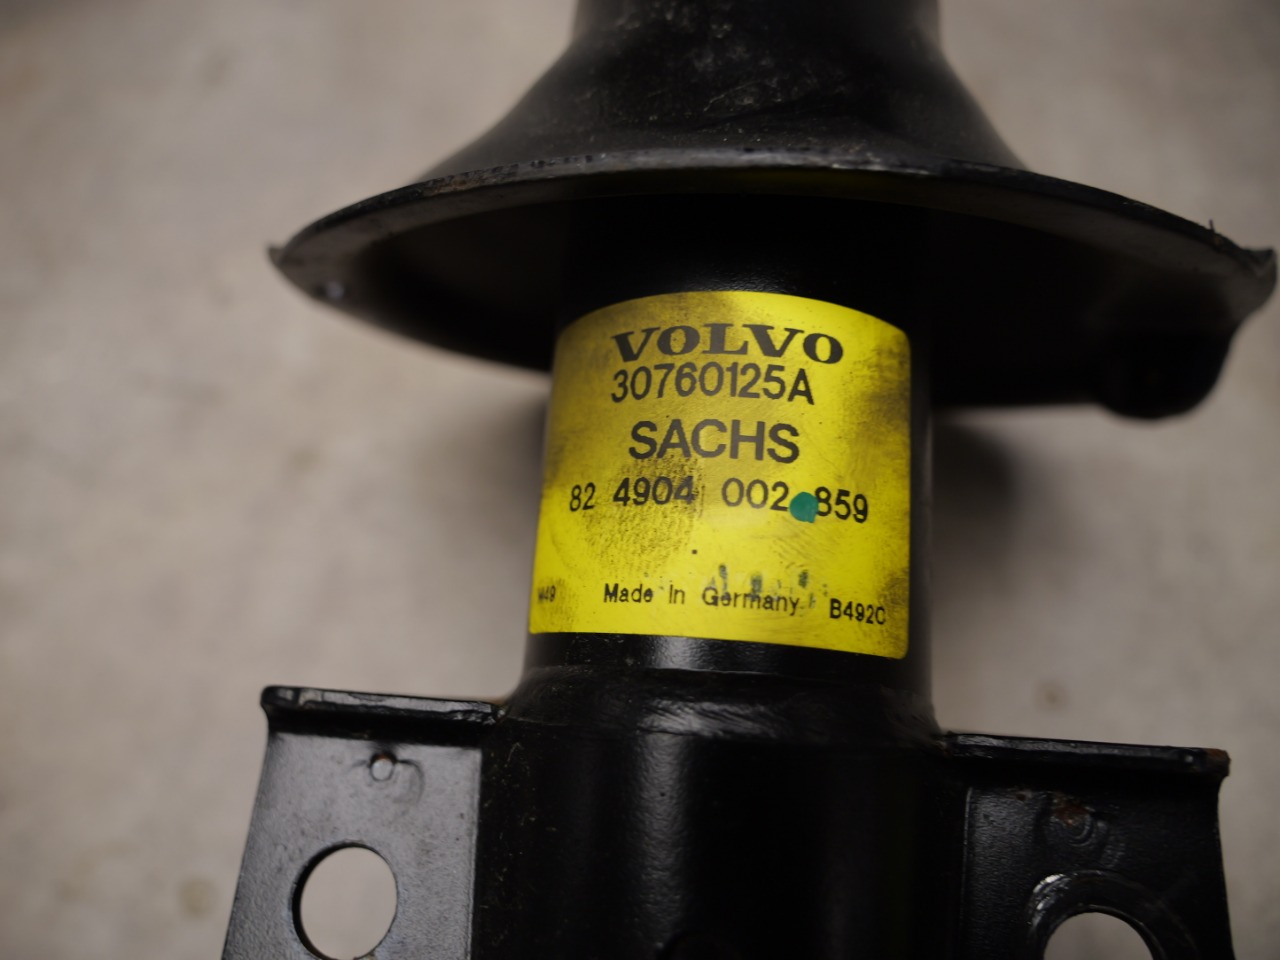 VOLVO
30760125A
SACHS
82 4904 002 859
Made In Germany B492C